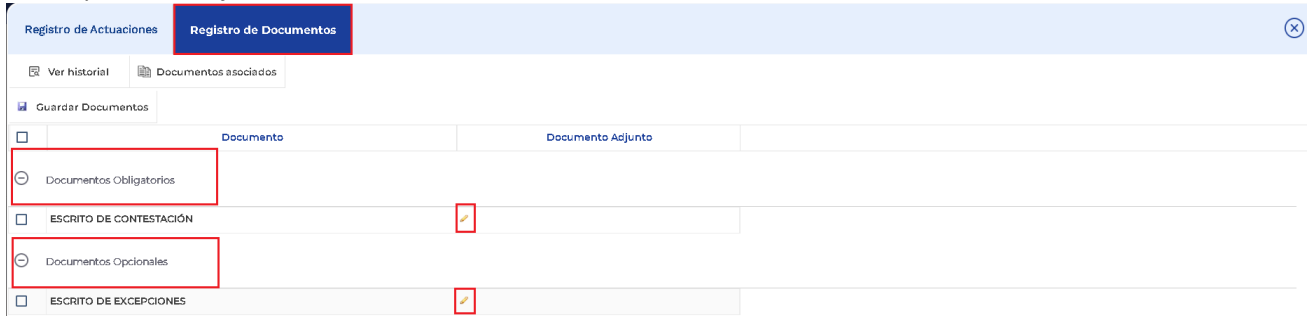 Registro de Actuaciones Registro de Documentos
Ver historial Documentos asociados
Guardar Documentos
Documento Documento Adjunto
Documentos Obligatorios
ESCRITO DE CONTESTACIÓN
Documentos Opcionales
ESCRITO DE EXCEPCIONES